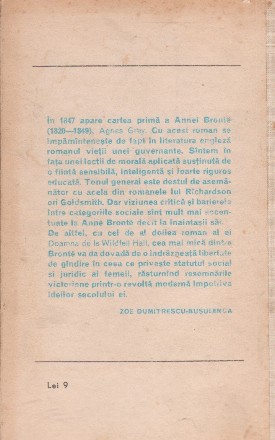 În 1847 apare cartea primă a Annei Brontë
(1820—1849), Agnes Grey. Cu acest roman se
împămîntenește de fapt în literatura engleză
romanul vieții unei guvernante. Sîntem în
fața unei lecții de morală aplicată susținută de
o ființă sensibilă, inteligentă și foarte riguros
educată. Tonul general este destul de asemă-
nător cu acela din romanele lui Richardson
ori Goldsmith. Dar viziunea critică și barierele
între categoriile sociale sînt mult mai accen-
tuate la Anne Brontë decît la înaintașii săi.
De altfel, cu cel de al doilea roman al ei
Doamna de la Wildfell Hall, cea mai mică dintre
Brontë va da dovadă de o îndrăzneață libertate
de gîndire în ceea ce privește statutul social
și juridic al femeii, răsturnînd resemnările
victoriene printr-o revoltă modernă împotriva
ideilor secolului ei.
ZOE DUMITRESCU-BUȘULENGA
Lei 9